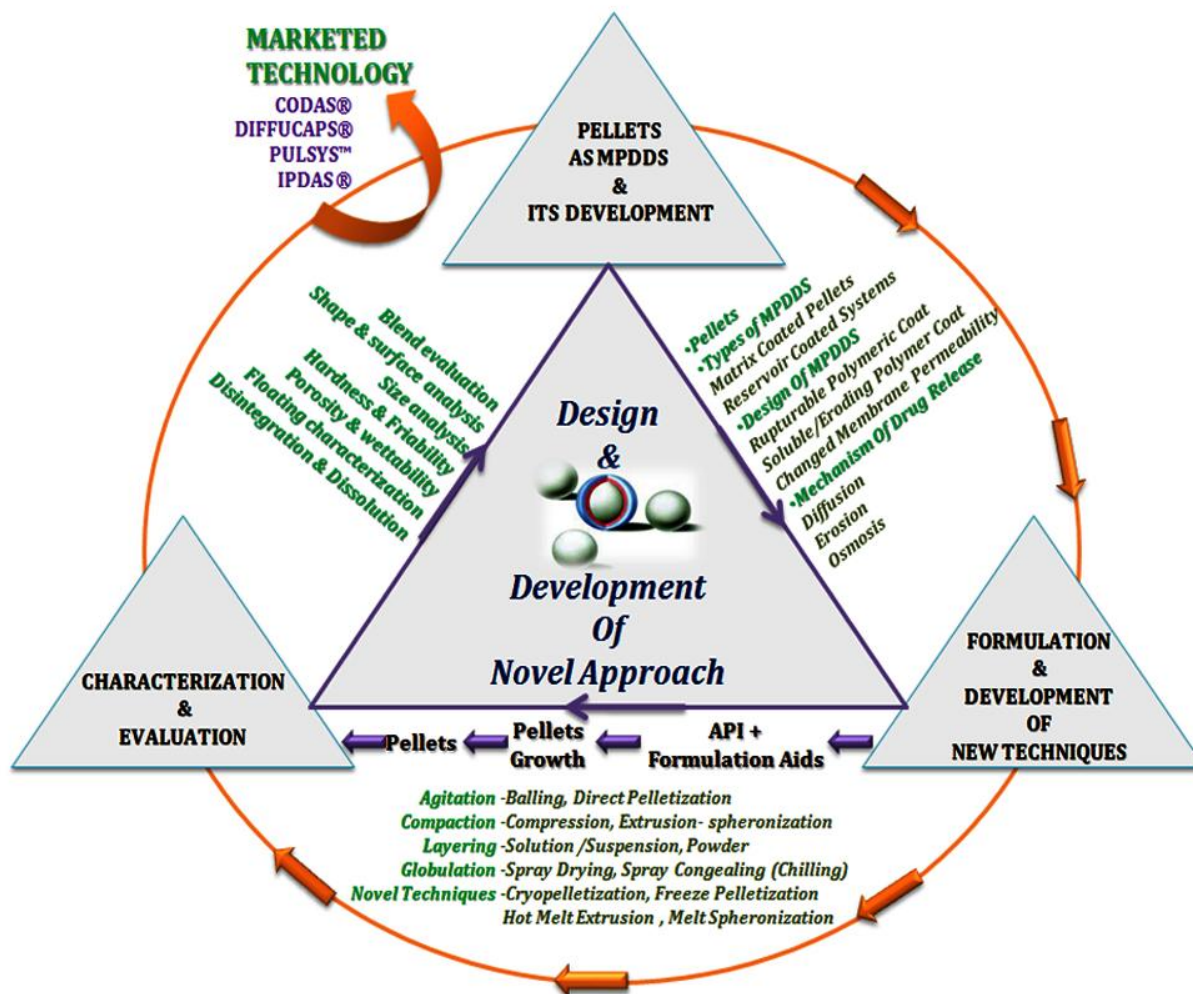 MARKETED
TECHNOLOGY
CODAS®
DIFFUCAPS®
PULSYS™
IPDAS ®
PELLETS
AS MPDDS
&
ITS DEVELOPMENT
Blend evaluation
Shape & surface analysis
Size analysis
Hardness & Friability
Porosity & wettability
Floating characterization
Disintegration & Dissolution
•Pellets
•Types of MPDDS
Matrix Coated Pellets
Reservoir Coated Systems
•Design Of MPDDS
Rupturable Polymeric Coat
Soluble/Eroding Polymer Coat
Changed Membrane Permeability
•Mechanism Of Drug Release
Diffusion
Erosion
Osmosis
Design
&
Development
Of
Novel Approach
CHARACTERIZATION
&
EVALUATION
FORMULATION
&
DEVELOPMENT
OF
NEW TECHNIQUES
Pellets
Pellets
Growth
API +
Formulation Aids
Agitation -Balling, Direct Pelletization
Compaction -Compression, Extrusion- spheronization
Layering -Solution /Suspension, Powder
Globulation -Spray Drying, Spray Congealing (Chilling)
Novel Techniques -Cryopelletization, Freeze Pelletization
Hot Melt Extrusion , Melt Spheronization